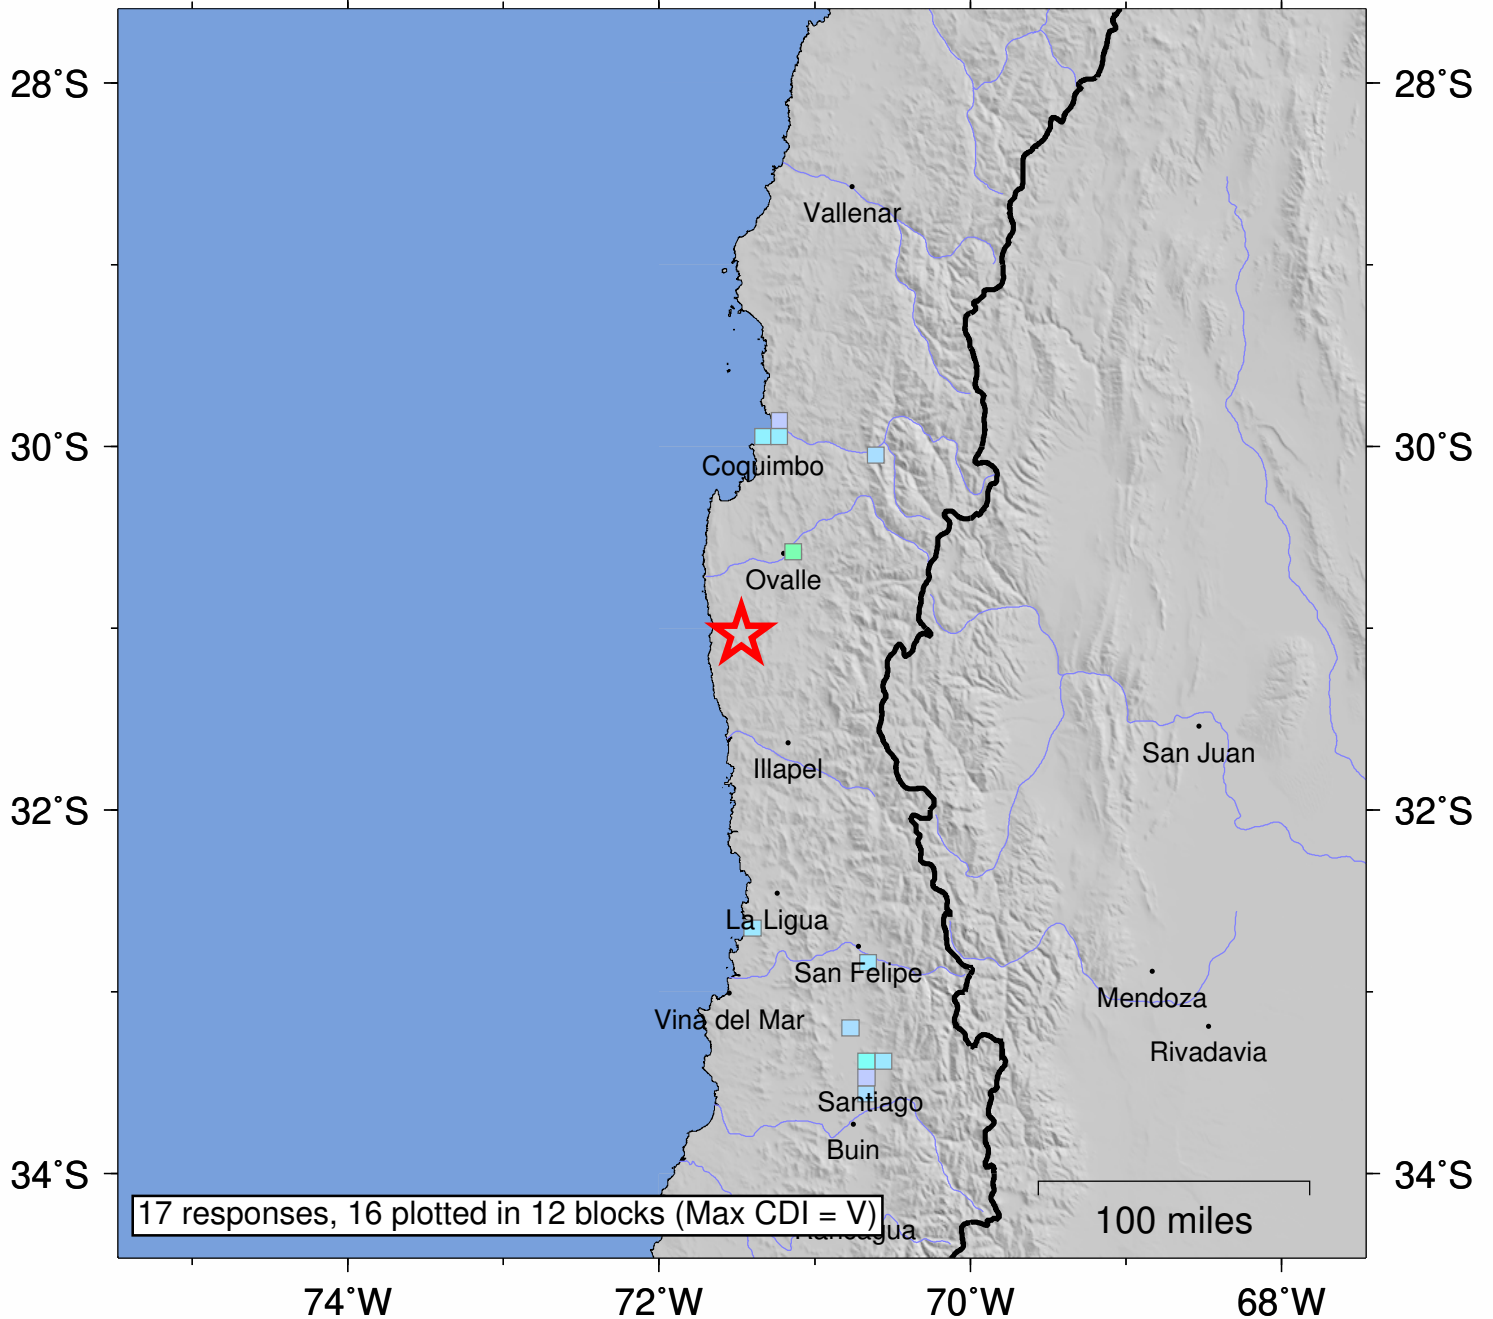 28°S
28°S
Vallenar
30°S
30°S
Coquimbo
Ovalle
San Juan
Illapel
32°S
32°S
La Ligua
San Felipe
Mendoza
Vina del Mar
Rivadavia
Santiago
Buin
34°S
34°S
17 responses, 16 plotted in 12 blocks (Max CDI = V)
100 miles
74°W
72°W
70°W
68°W